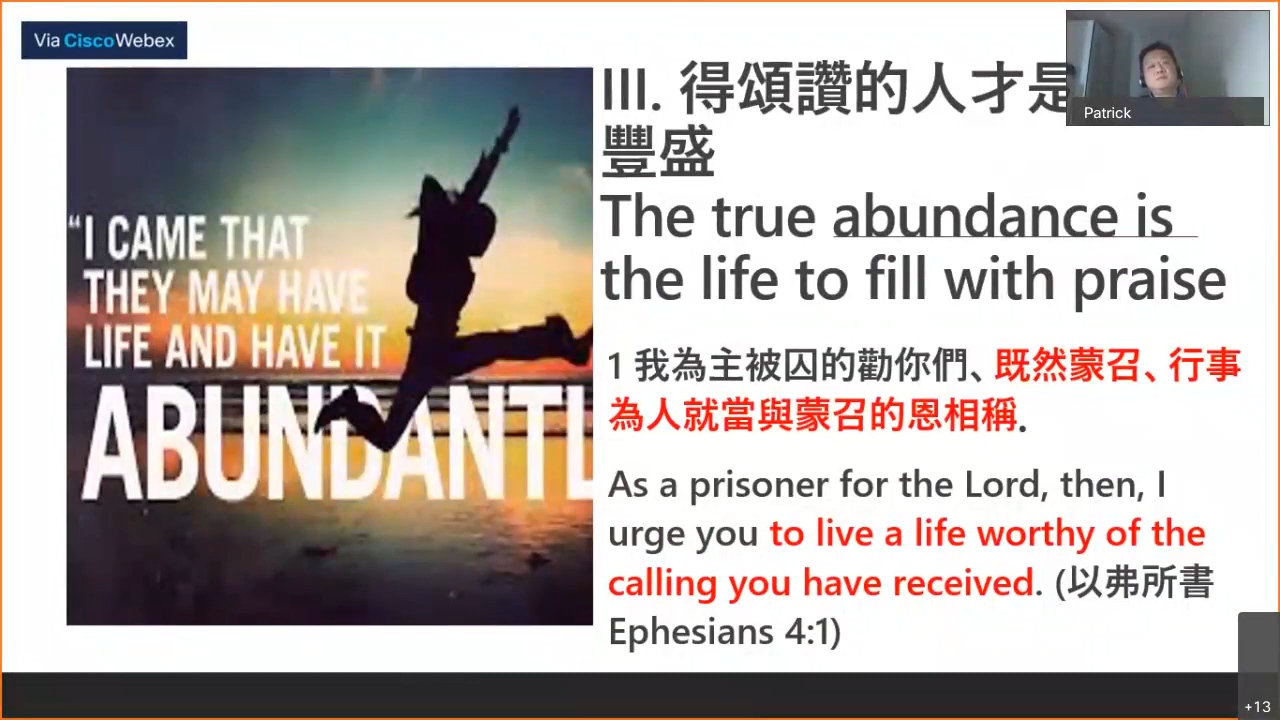 Via CiscoWebex
Patrick
III. 得頌讚的人才是
豐盛
The true abundance is
the life to fill with praise
“I CAME THAT
THEY MAY HAVE
LIFE AND HAVE IT
ABUNDANTL
1 我為主被囚的勸你們、既然蒙召、行事
為人就當與蒙召的恩相稱.
As a prisoner for the Lord, then, I
urge you to live a life worthy of the
calling you have received. (以弗所書
Ephesians 4:1)
+13